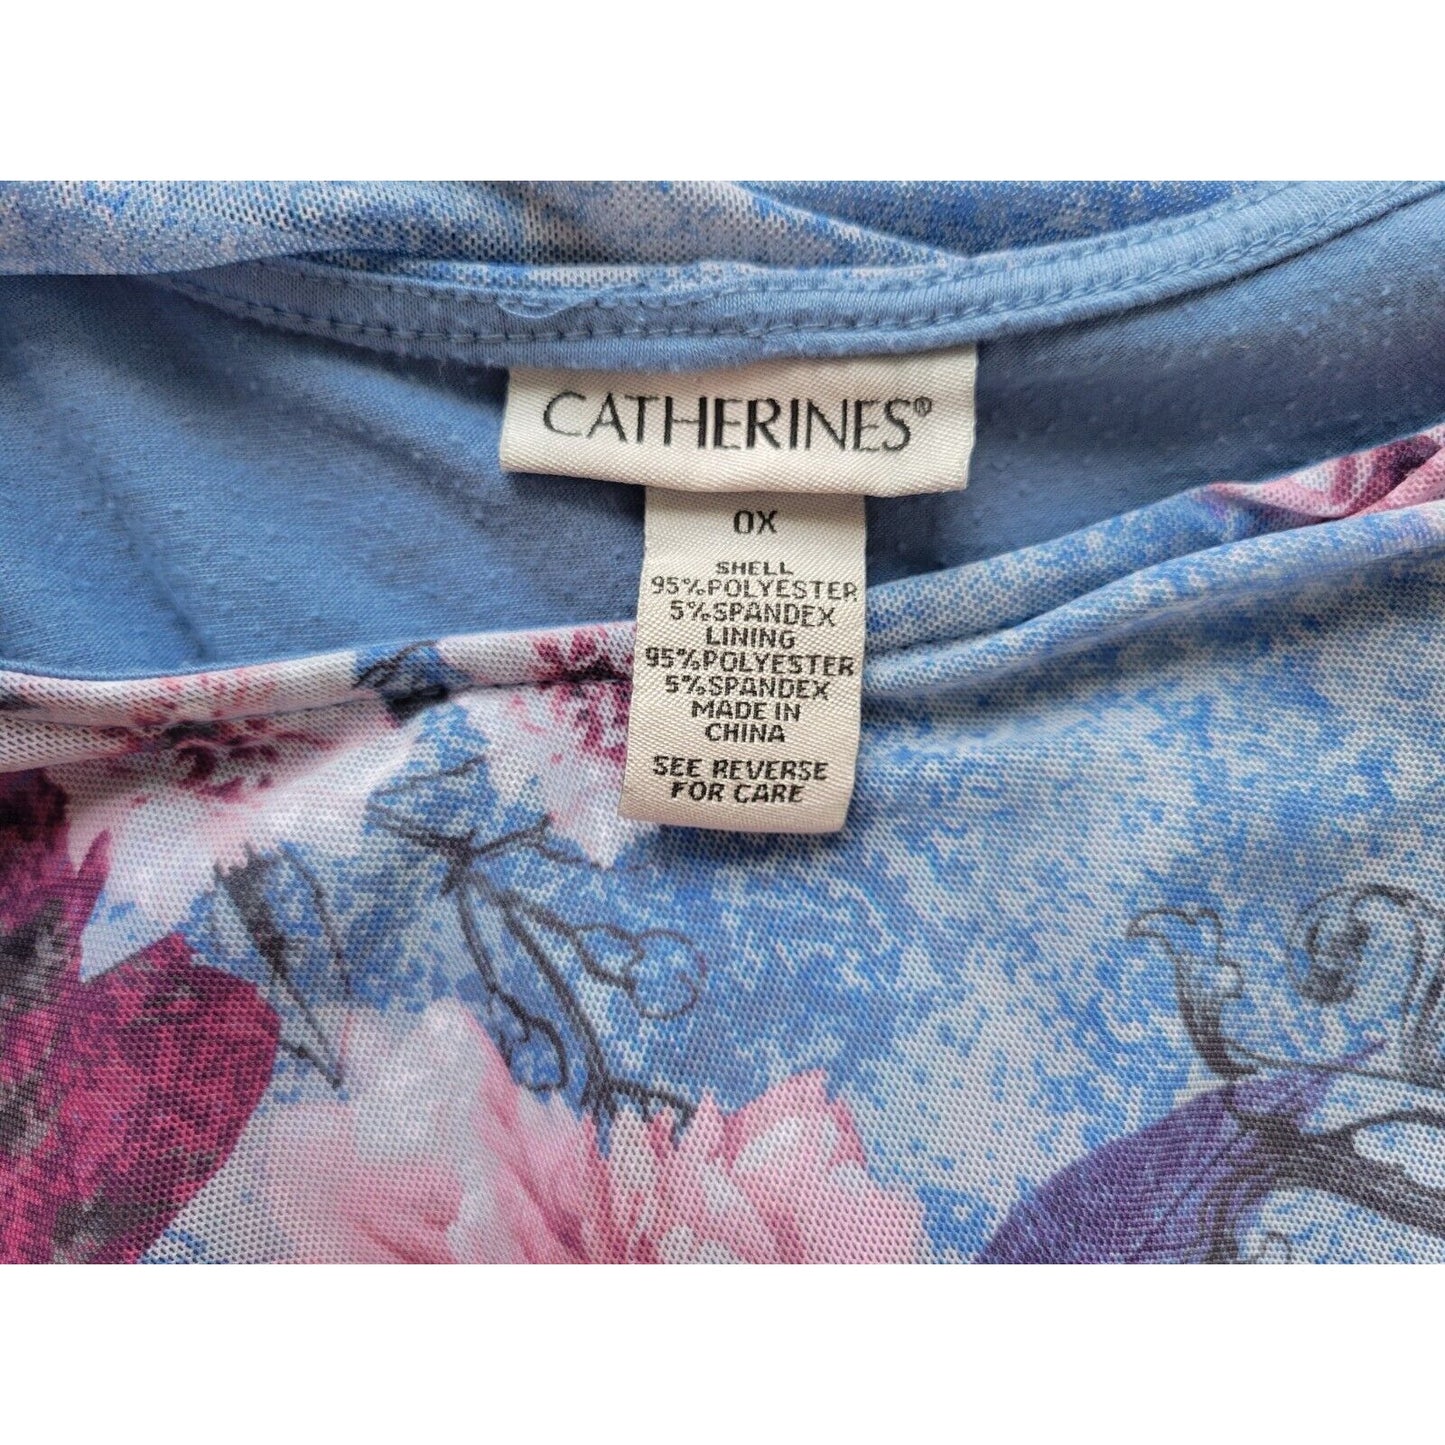 CATHERINES®
0X
SHELL
95%POLYESTER
5%SPANDEX
LINING
95%POLYESTER
5%SPANDEX
MADE IN
CHINA
SEE REVERSE
FOR CARE